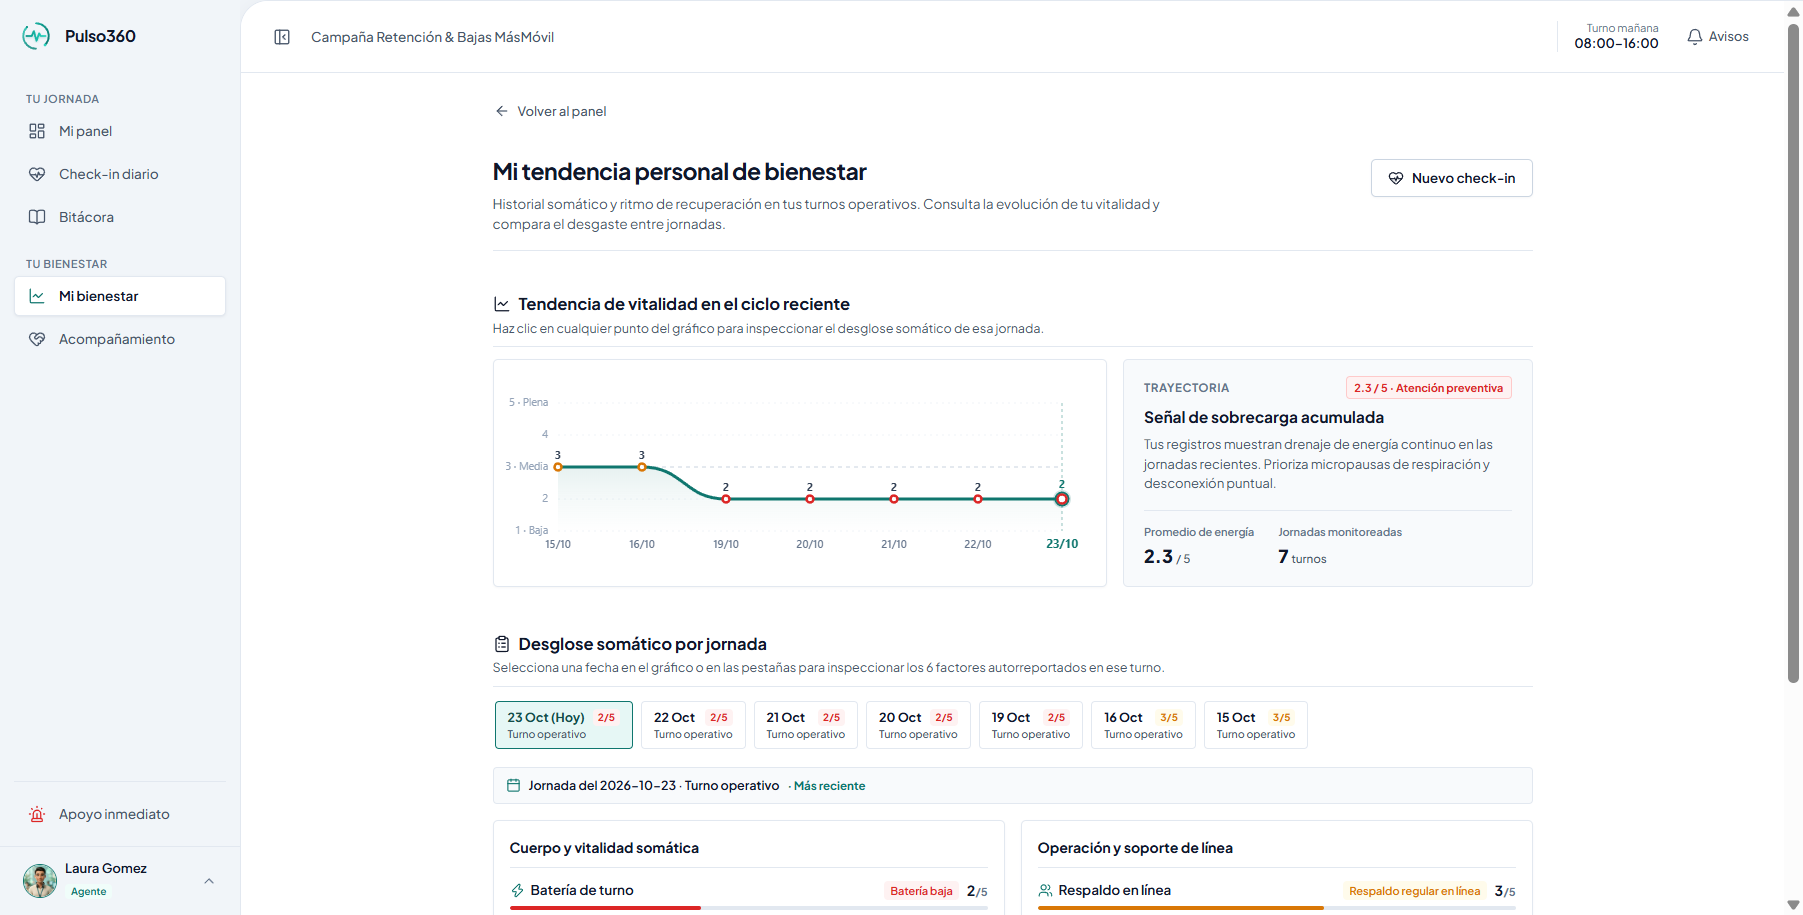 Pulso360
TU JORNADA
Mi panel
Check-in diario
Bitácora
TU BIENESTAR
Mi bienestar
Acompañamiento
Apoyo inmediato
Laura Gomez
Agente
Campaña Retención & Bajas MásMóvil
Turno mañana
08:00–16:00
Avisos
Volver al panel
Mi tendencia personal de bienestar
Historial somático y ritmo de recuperación en tus turnos operativos. Consulta la evolución de tu vitalidad y
compara el desgaste entre jornadas.
Nuevo check-in
Tendencia de vitalidad en el ciclo reciente
Haz clic en cualquier punto del gráfico para inspeccionar el desglose somático de esa jornada.
5 · Plena
4
3 · Media
2
1 · Baja
3
3
2
2
2
2
2
15/10
16/10
19/10
20/10
21/10
22/10
23/10
TRAYECTORIA
2.3 / 5 · Atención preventiva
Señal de sobrecarga acumulada
Tus registros muestran drenaje de energía continuo en las
jornadas recientes. Prioriza micropausas de respiración y
desconexión puntual.
Promedio de energía
2.3 / 5
Jornadas monitoreadas
7 turnos
Desglose somático por jornada
Selecciona una fecha en el gráfico o en las pestañas para inspeccionar los 6 factores autorreportados en ese turno.
23 Oct (Hoy) 2/5
Turno operativo
22 Oct 2/5
Turno operativo
21 Oct 2/5
Turno operativo
20 Oct 2/5
Turno operativo
19 Oct 2/5
Turno operativo
16 Oct 3/5
Turno operativo
15 Oct 3/5
Turno operativo
Jornada del 2026-10-23 · Turno operativo · Más reciente
Cuerpo y vitalidad somática
Batería de turno
Batería baja 2/5
Operación y soporte de línea
Respaldo en línea
Respaldo regular en línea 3/5